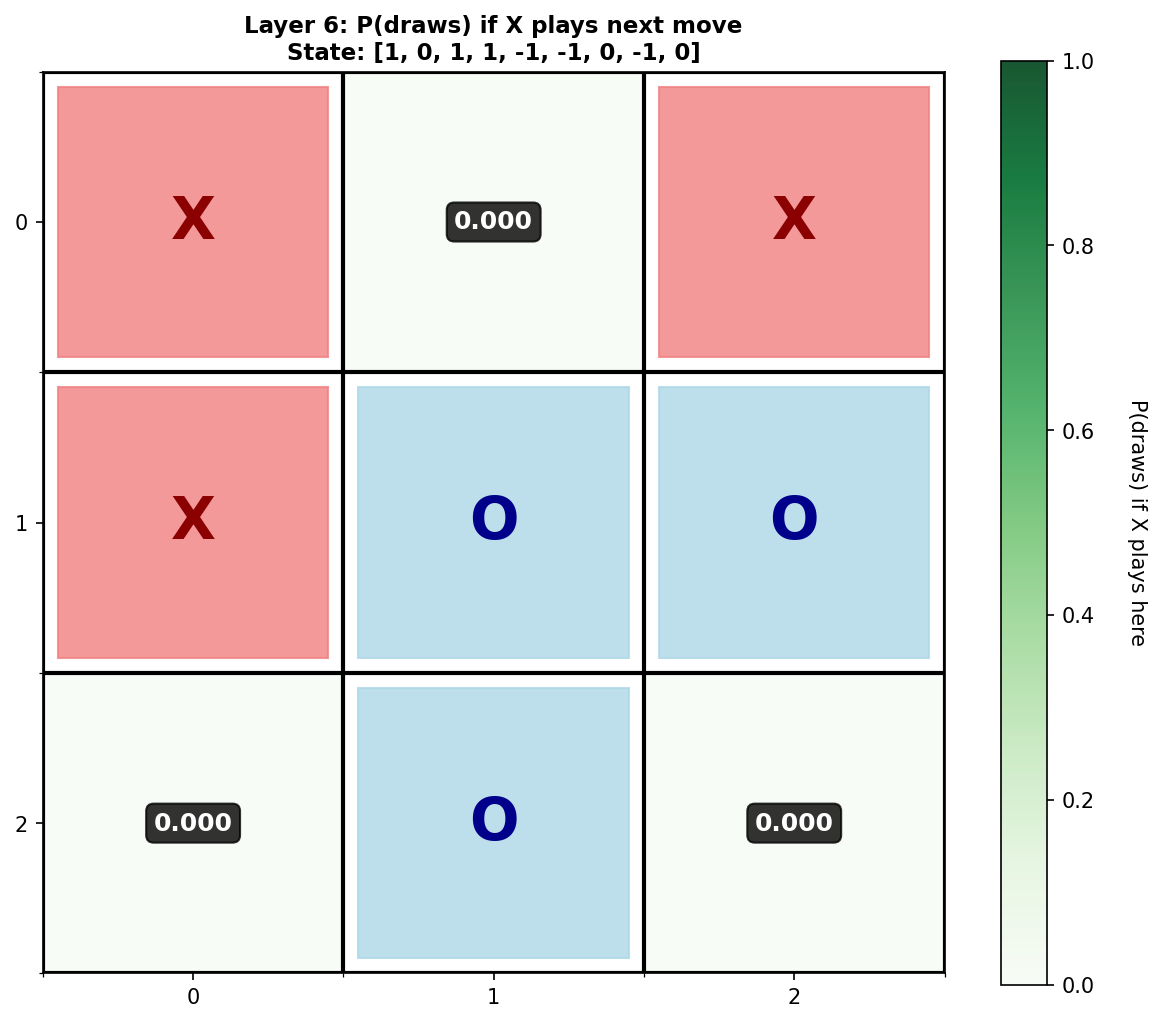 Layer 6: P(draws) if X plays next move
State: [1, 0, 1, 1, -1, -1, 0, -1, 0]
X
0.000
X
X
O
O
0.000
O
0.000
0
1
2
0
1
2
1.0
0.8
0.6
0.4
0.2
0.0
P(draws) if X plays here